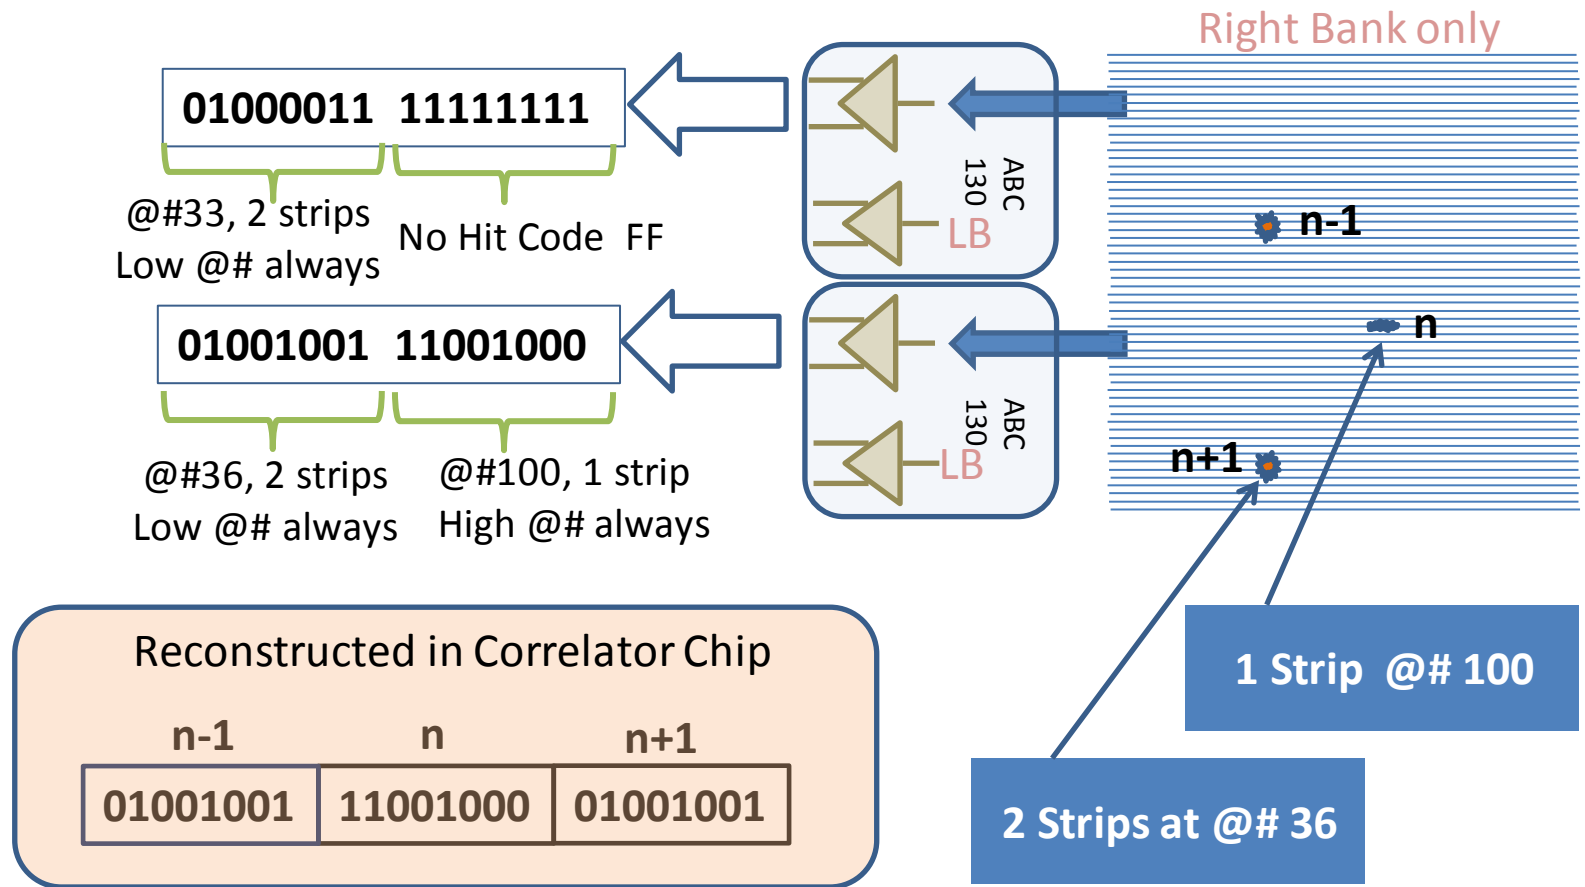 Right Bank only
01000011 11111111
@#33, 2 strips
Low @# always
No Hit Code FF
ABC
130
LB
n-1
n
n+1
01001001 11001000
@#36, 2 strips
Low @# always
@#100, 1 strip
High @# always
ABC
130
LB
Reconstructed in Correlator Chip
n-1 n n+1
01001001 11001000 01001001
1 Strip @# 100
2 Strips at @# 36